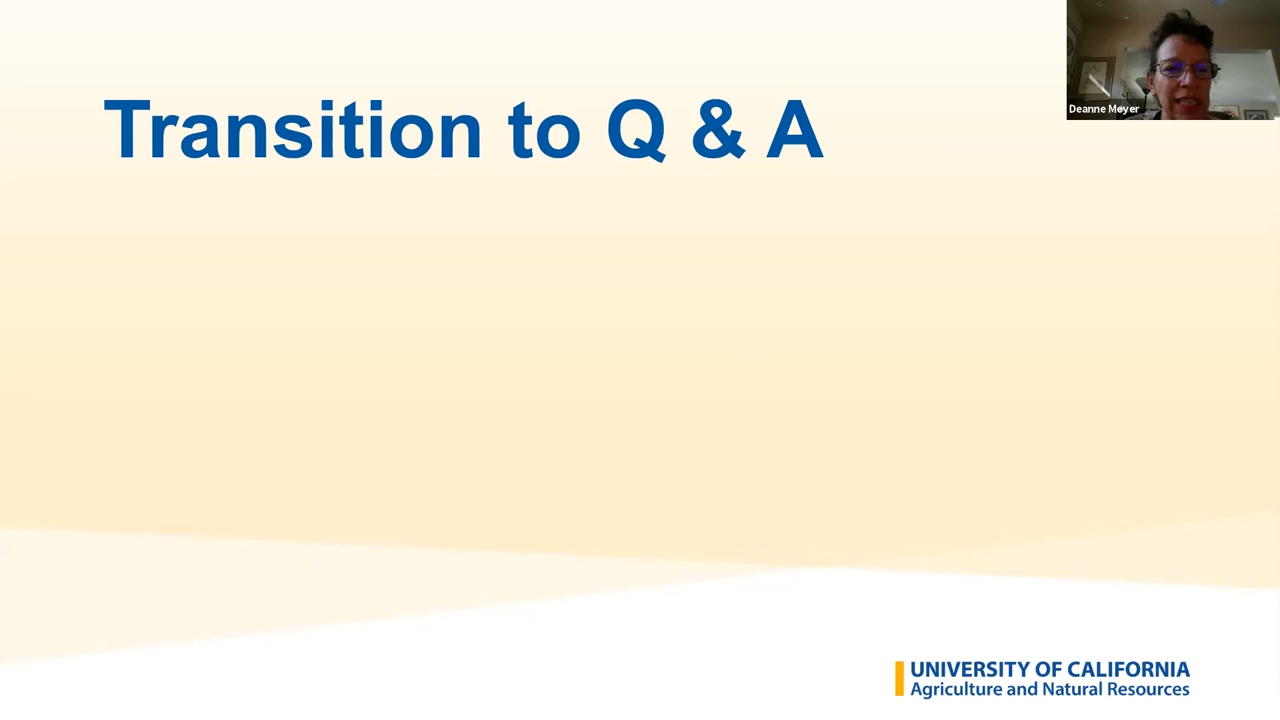 Transition to Q & A
Deanne Meyer
UNIVERSITY OF CALIFORNIA
Agriculture and Natural Resources